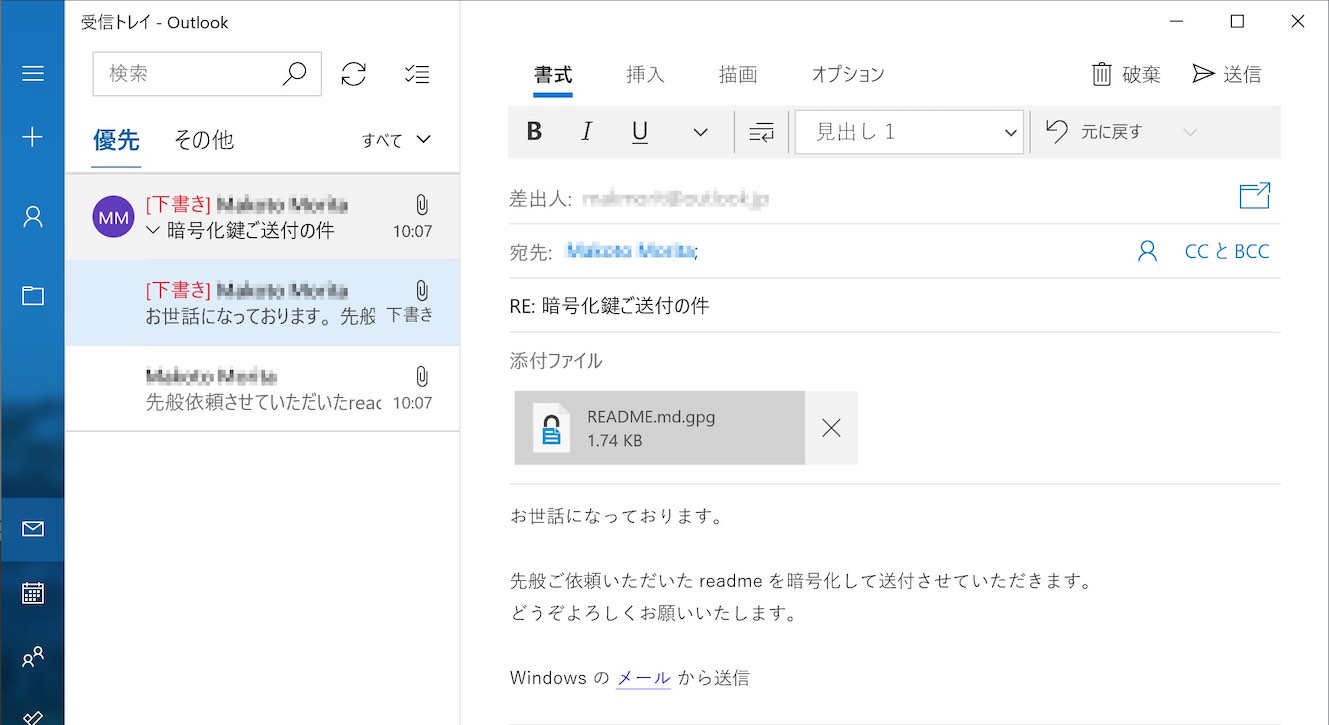 受信トレイ - Outlook
検索
優先 その他 すべて
MM
[下書き]
暗号化鍵ご送付の件 10:07
[下書き]
お世話になっております。先般 下書き
先般依頼させていただいたreac 10:07
書式 挿入 描画 オプション 破棄 送信
B I U 見出し 1 元に戻す
差出人:
宛先: CC と BCC
RE: 暗号化鍵ご送付の件
添付ファイル
README.md.gpg
1.74 KB
お世話になっております。
先般ご依頼いただいた readme を暗号化して送付させていただきます。
どうぞよろしくお願いいたします。
Windows の メール から送信